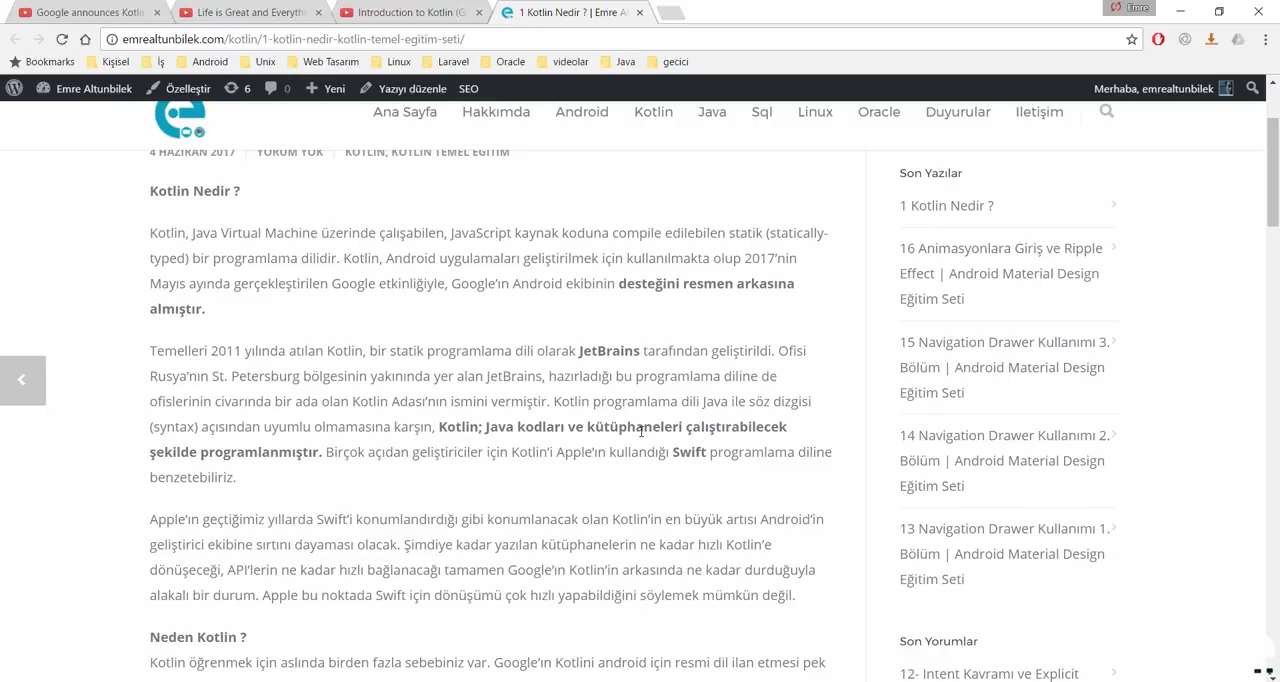 Google announces Kotlin
Life is Great and Everythi
Introduction to Kotlin (G
1 Kotlin Nedir ? | Emre A
Emre
emrealtunbilek.com/kotlin/1-kotlin-nedir-kotlin-temel-egitim-seti/
Bookmarks Kişisel İş Android Unix Web Tasarım Linux Laravel Oracle videolar Java gecici
Emre Altunbilek Özelleştir 6 0 Yeni Yazıyı düzenle SEO Merhaba, emrealtunbilek
Ana Sayfa Hakkımda Android Kotlin Java Sql Linux Oracle Duyurular Iletişim
4 HAZIRAN 2017 YORUM YOK KOTLIN, KOTLIN TEMEL EGITIM
Kotlin Nedir ?
Kotlin, Java Virtual Machine üzerinde çalışabilen, JavaScript kaynak koduna compile edilebilen statik (statically-
typed) bir programlama dilidir. Kotlin, Android uygulamaları geliştirilmek için kullanılmakta olup 2017’nin
Mayıs ayında gerçekleştirilen Google etkinliğiyle, Google’ın Android ekibinin desteğini resmen arkasına
almıştır.
Temelleri 2011 yılında atılan Kotlin, bir statik programlama dili olarak JetBrains tarafından geliştirildi. Ofisi
Rusya’nın St. Petersburg bölgesinin yakınında yer alan JetBrains, hazırladığı bu programlama diline de
ofislerinin civarında bir ada olan Kotlin Adası’nın ismini vermiştir. Kotlin programlama dili Java ile söz dizgisi
(syntax) açısından uyumlu olmamasına karşın, Kotlin; Java kodları ve kütüphaneleri çalıştırabilecek
şekilde programlanmıştır. Birçok açıdan geliştiriciler için Kotlin’i Apple’ın kullandığı Swift programlama diline
benzetebiliriz.
Apple’ın geçtiğimiz yıllarda Swift’i konumlandırdığı gibi konumlanacak olan Kotlin’in en büyük artısı Android’in
geliştirici ekibine sırtını dayaması olacak. Şimdiye kadar yazılan kütüphanelerin ne kadar hızlı Kotlin’e
dönüşeceği, API’lerin ne kadar hızlı bağlanacağı tamamen Google’ın Kotlin’in arkasında ne kadar durduğuyla
alakalı bir durum. Apple bu noktada Swift için dönüşümü çok hızlı yapabildiğini söylemek mümkün değil.
Neden Kotlin ?
Kotlin öğrenmek için aslında birden fazla sebebiniz var. Google’ın Kotlini android için resmi dil ilan etmesi pek
Son Yazılar
1 Kotlin Nedir ?
16 Animasyonlara Giriş ve Ripple
Effect | Android Material Design
Eğitim Seti
15 Navigation Drawer Kullanımı 3.
Bölüm | Android Material Design
Eğitim Seti
14 Navigation Drawer Kullanımı 2.
Bölüm | Android Material Design
Eğitim Seti
13 Navigation Drawer Kullanımı 1.
Bölüm | Android Material Design
Eğitim Seti
Son Yorumlar
12- Intent Kavramı ve Explicit